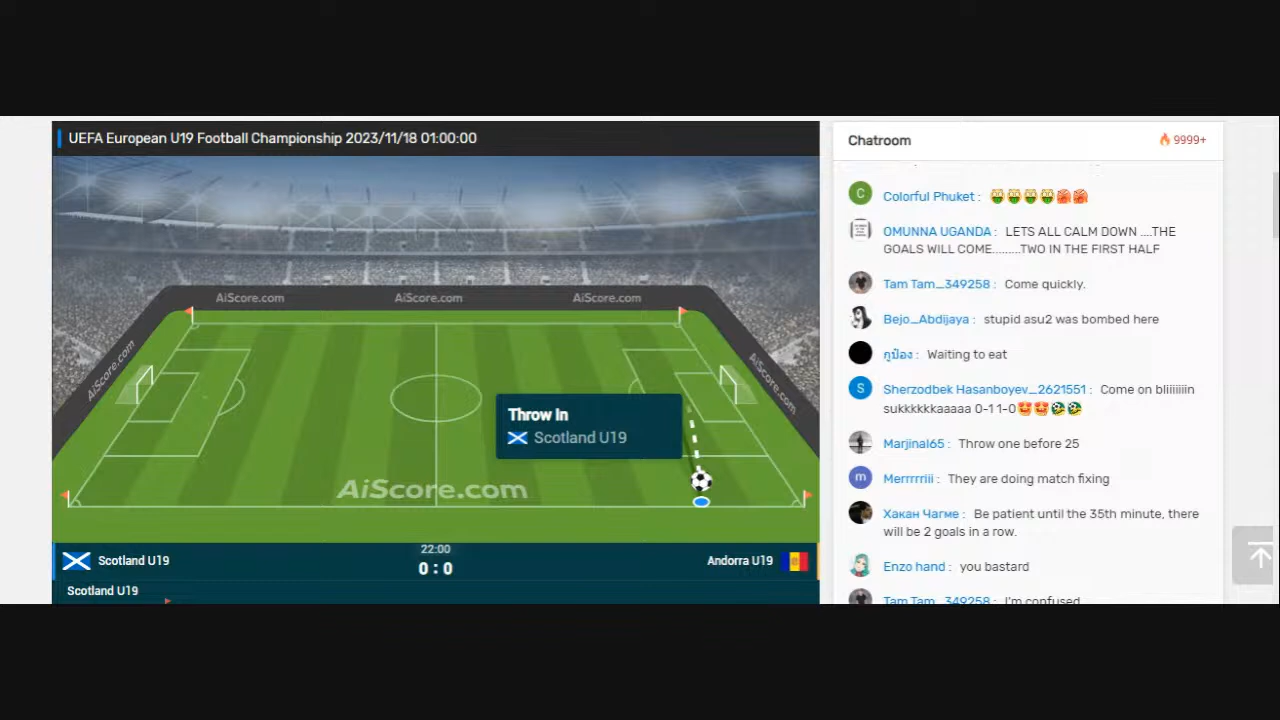 UEFA European U19 Football Championship 2023/11/18 01:00:00
AiScore.com
AiScore.com
AiScore.com
AiScore.com
AiScore.com
Throw In
Scotland U19
AiScore.com
Scotland U19
22:00
0 : 0
Andorra U19
Scotland U19
Chatroom
9999+
C
Colorful Phuket :
OMUNNA UGANDA : LETS ALL CALM DOWN ....THE
GOALS WILL COME.........TWO IN THE FIRST HALF
Tam Tam_349258 : Come quickly.
Bejo_Abdijaya : stupid asu2 was bombed here
กูป๋อง : Waiting to eat
S
Sherzodbek Hasanboyev_2621551 : Come on bliiiiiiin
sukkkkkkaaaaa 0-1 1-0
Marjinal65 : Throw one before 25
m
Merrrrriii : They are doing match fixing
Хакан Чагме : Be patient until the 35th minute, there
will be 2 goals in a row.
Enzo hand : you bastard
Tam Tam_349258 : I'm confused